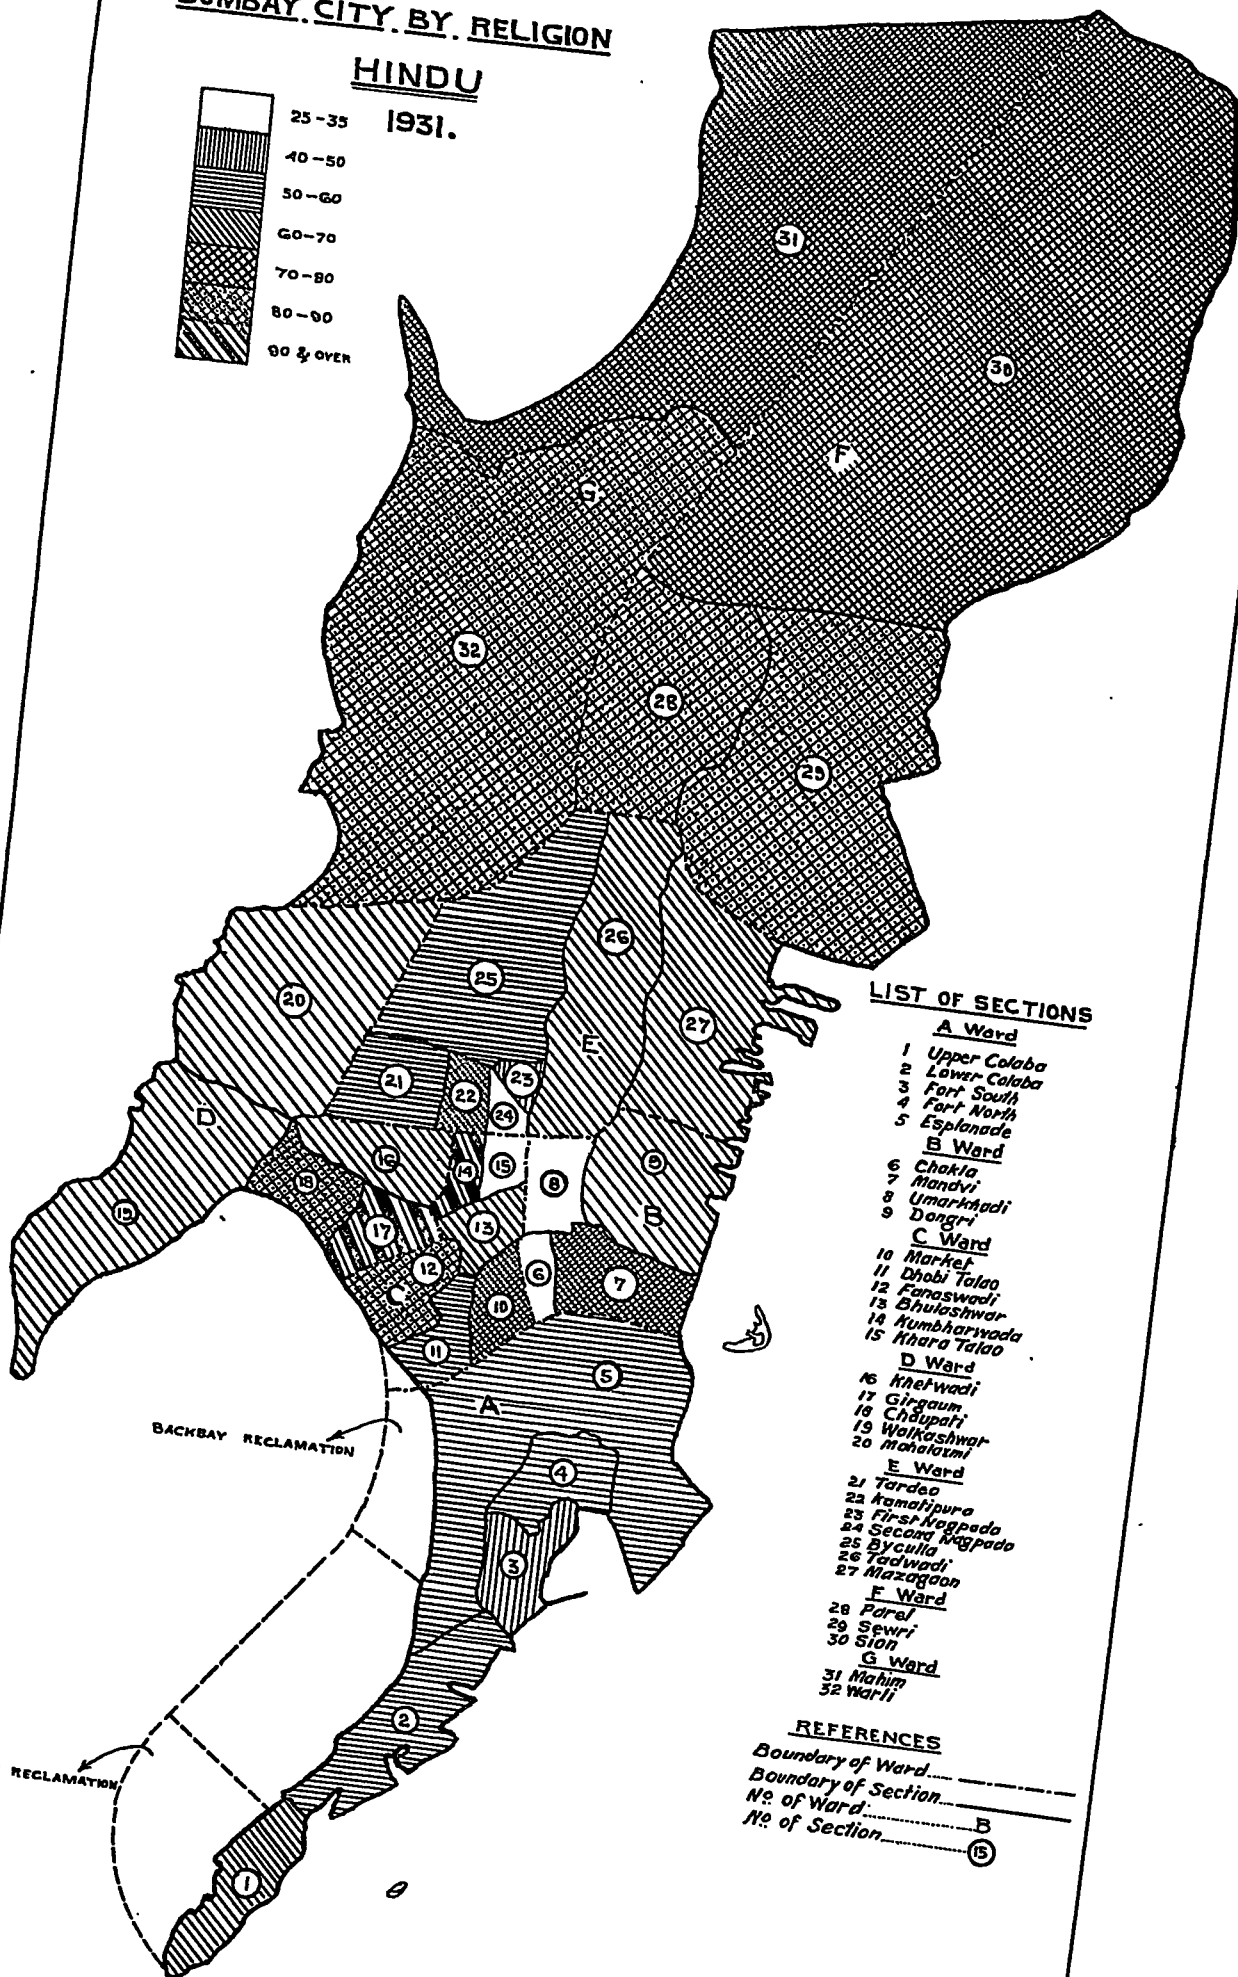 BOMBAY. CITY. BY. RELIGION
HINDU
1931.
25-35
40-50
50-60
60-70
70-80
80-90
90 & OVER
31
30
F
G
32
28
29
26
25
20
27
E
21
22
23
24
D
16
14
15
8
9
18
19
17
13
B
12
6
7
C
10
11
5
A
4
3
2
1
BACKBAY RECLAMATION
RECLAMATION
LIST OF SECTIONS
A Ward
1 Upper Colaba
2 Lower Colaba
3 Fort South
4 Fort North
5 Esplanade
B Ward
6 Chakla
7 Mandvi
8 Umarkhadi
9 Dongri
C Ward
10 Market
11 Dhobi Talao
12 Fanaswadi
13 Bhulashwar
14 Kumbharwada
15 Khara Talao
D Ward
16 Khetwadi
17 Girgaum
18 Chaupati
19 Walkashwar
20 Mahalaxmi
E Ward
21 Tardeo
22 Kamatipura
23 First Nagpada
24 Second Nagpada
25 Byculla
26 Tadwadi
27 Mazagaon
F Ward
28 Parel
29 Sewri
30 Sion
G Ward
31 Mahim
32 Warli
REFERENCES
Boundary of Ward
Boundary of Section
No of Ward B
No of Section 15